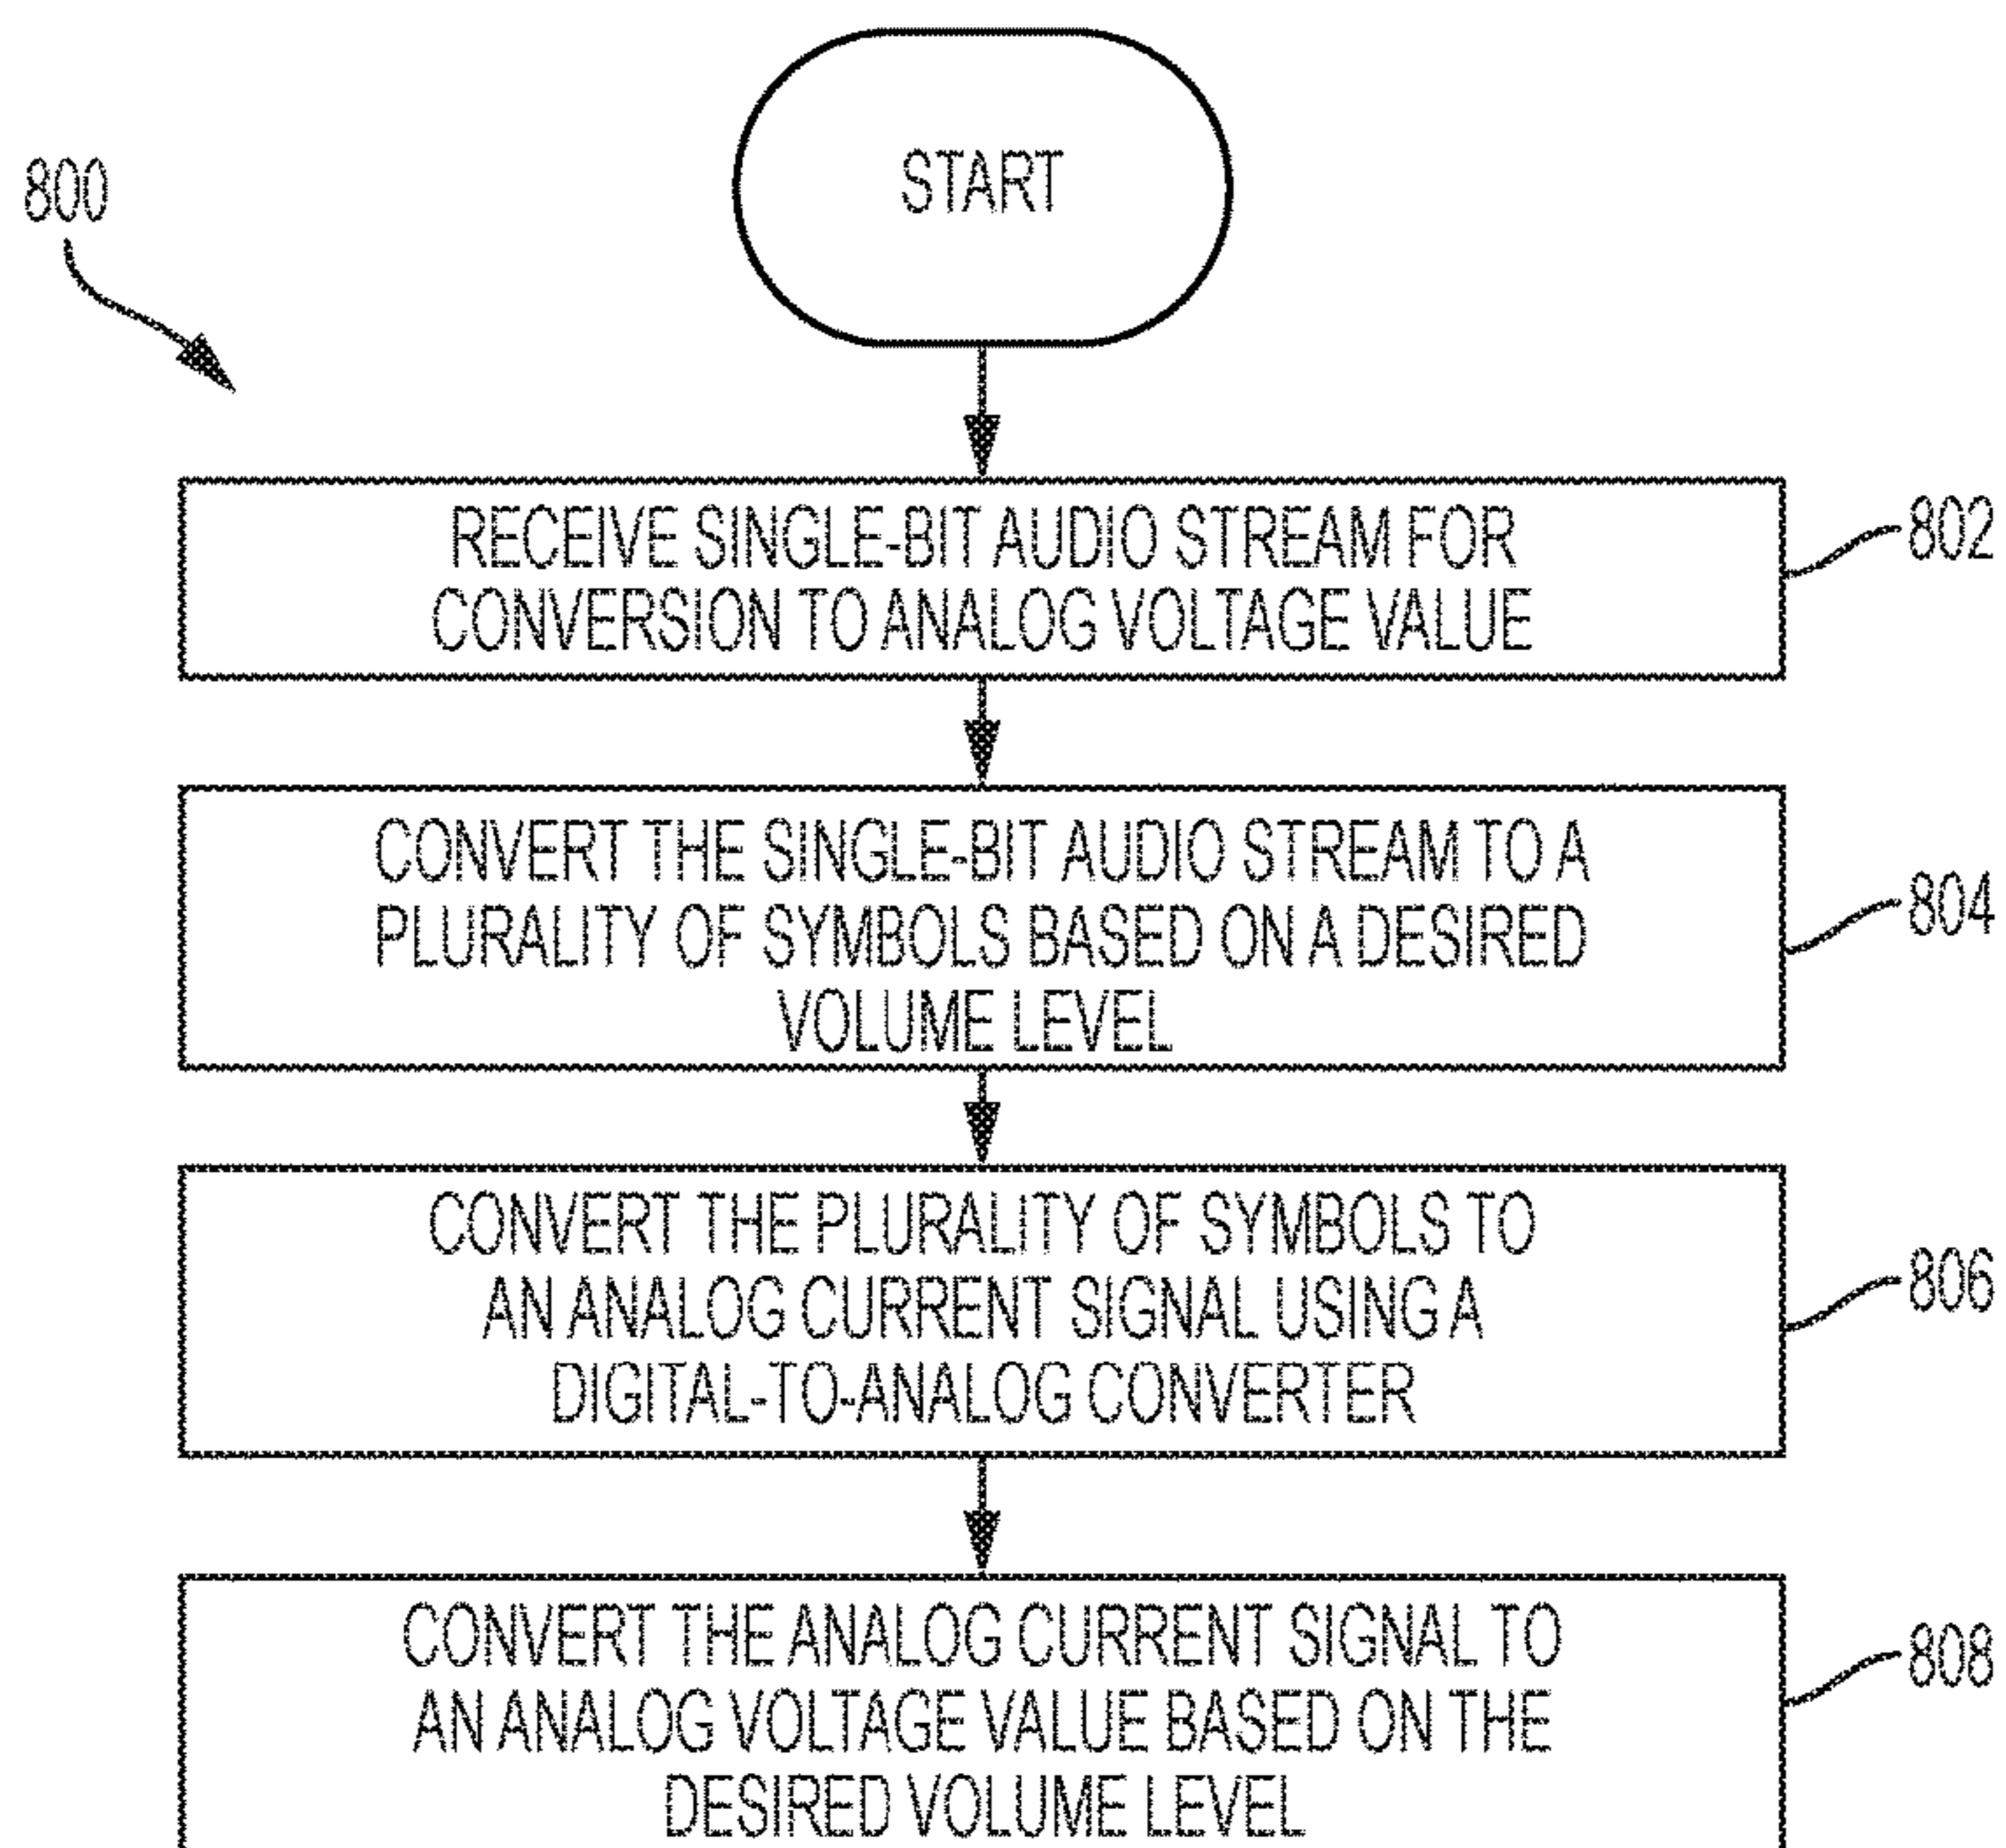 START
800
RECEIVE SINGLE-BIT AUDIO STREAM FOR
CONVERSION TO ANALOG VOLTAGE VALUE
802
CONVERT THE SINGLE-BIT AUDIO STREAM TO A
PLURALITY OF SYMBOLS BASED ON A DESIRED
VOLUME LEVEL
804
CONVERT THE PLURALITY OF SYMBOLS TO
AN ANALOG CURRENT SIGNAL USING A
DIGITAL-TO-ANALOG CONVERTER
806
CONVERT THE ANALOG CURRENT SIGNAL TO
AN ANALOG VOLTAGE VALUE BASED ON THE
DESIRED VOLUME LEVEL
808